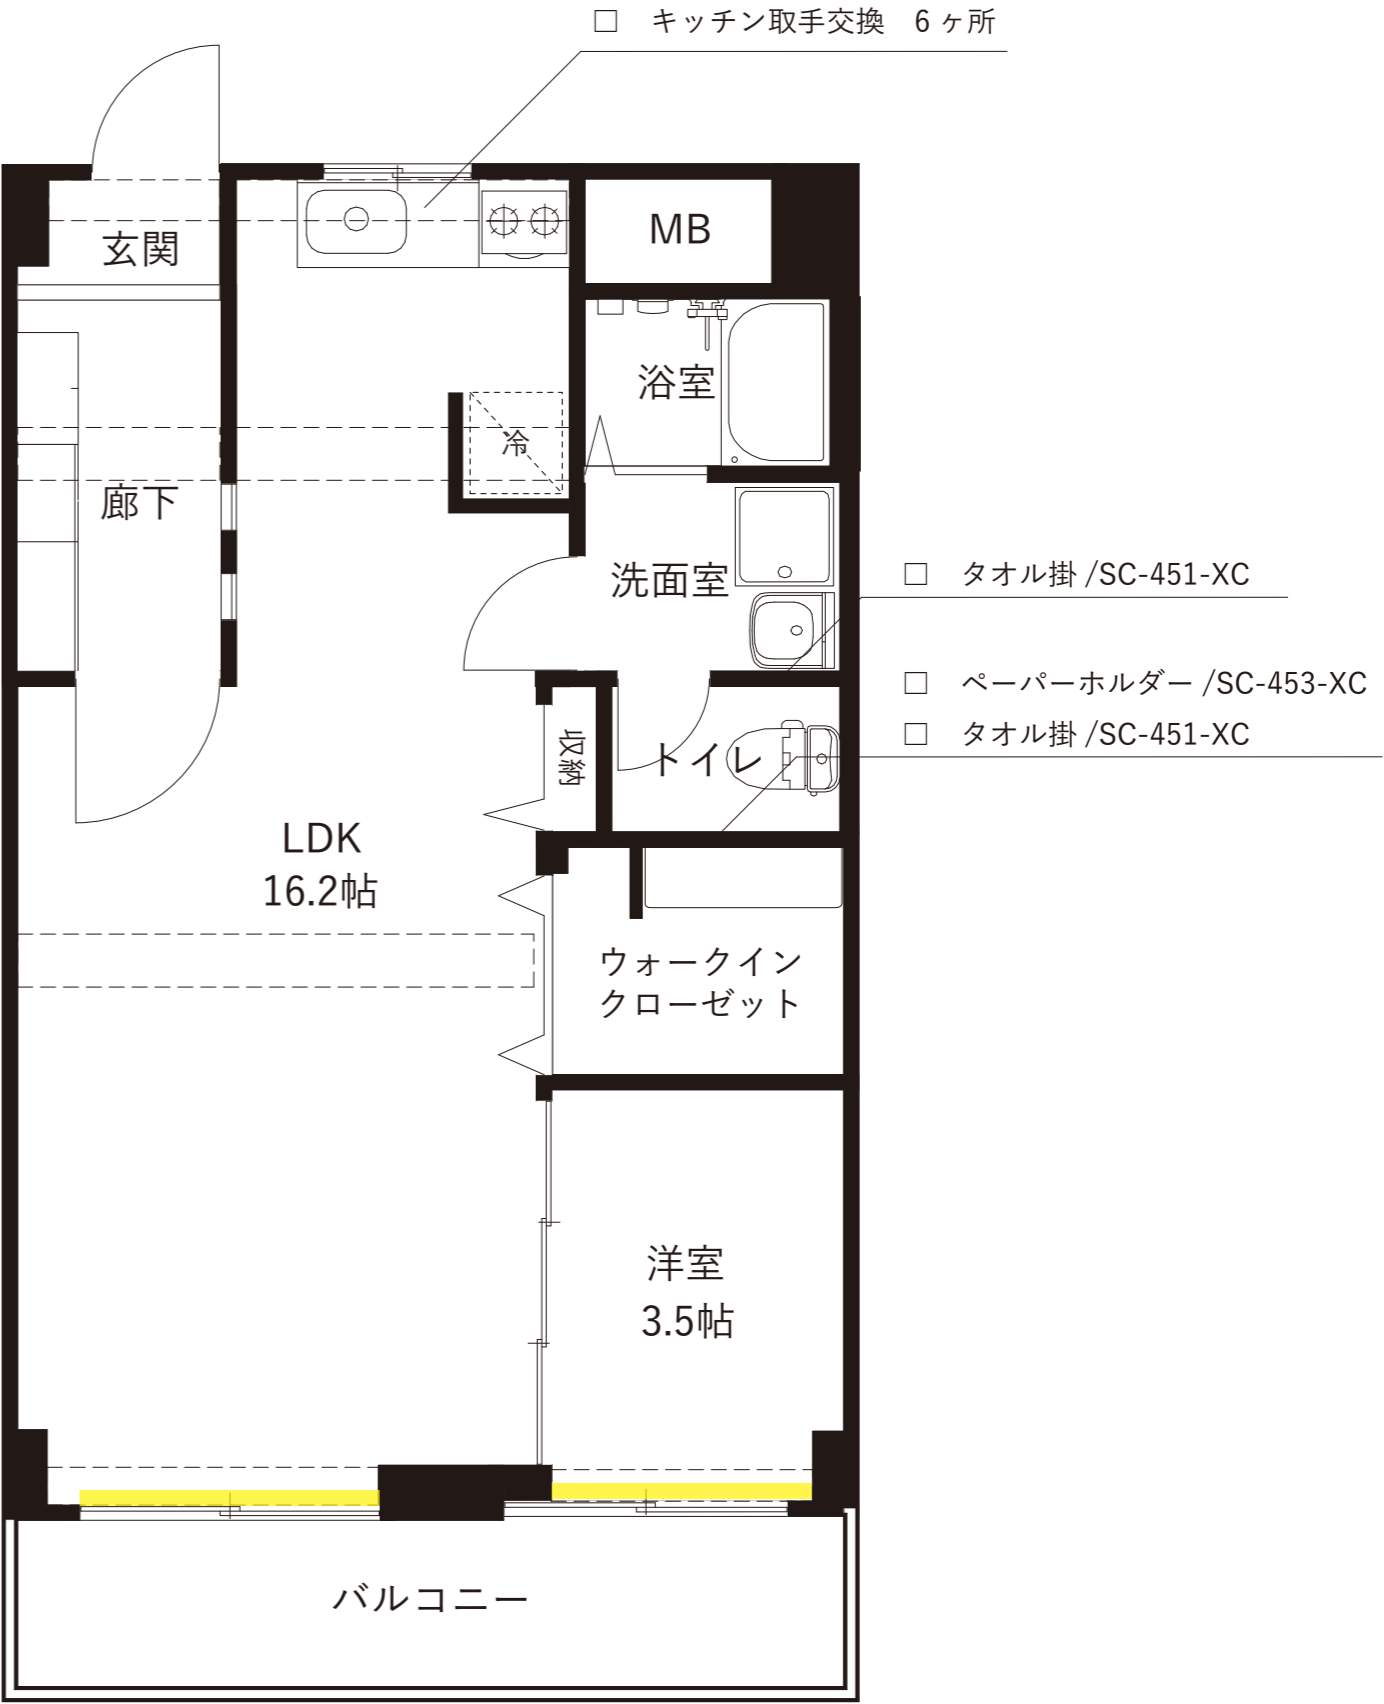 □ キッチン取手交換 6ヶ所
玄関
MB
浴室
冷
廊下
洗面室
□ タオル掛/SC-451-XC
□ ペーパーホルダー/SC-453-XC
□ タオル掛/SC-451-XC
収納
トイレ
LDK
16.2帖
ウォークイン
クローゼット
洋室
3.5帖
バルコニー